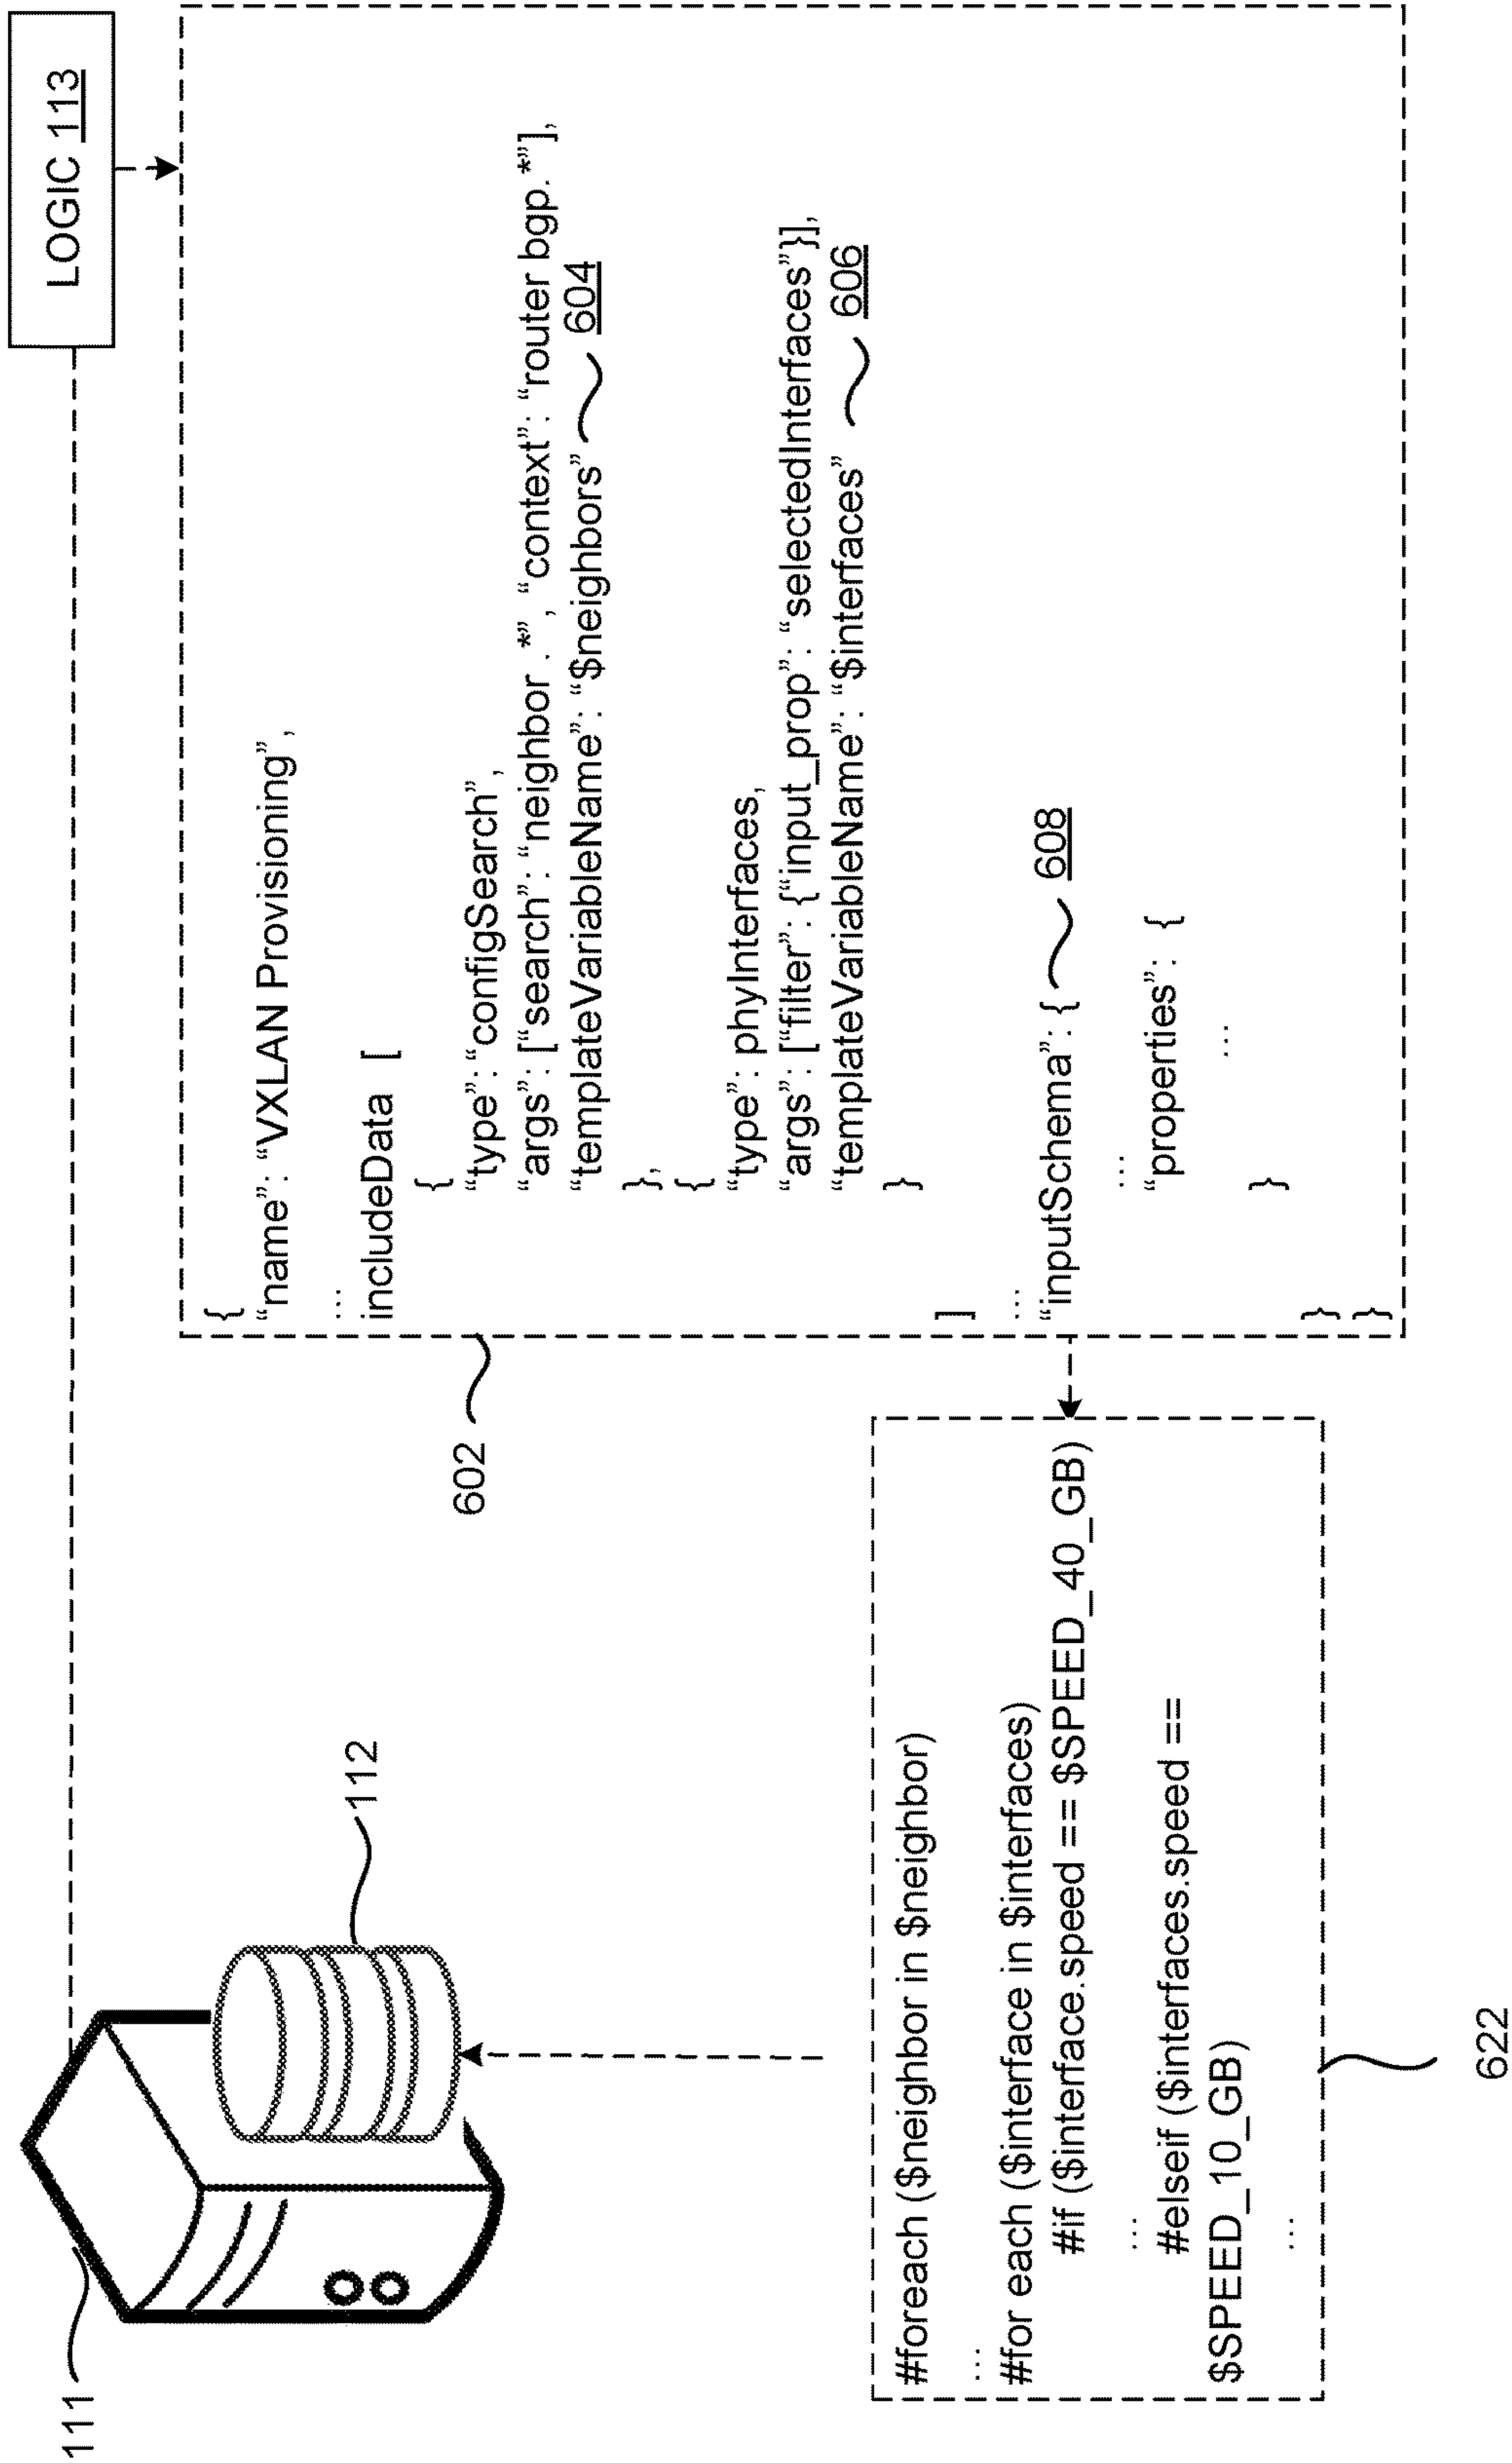 LOGIC 113
{
“name”: “VXLAN Provisioning”,
...
includeData [
{
“type”: “configSearch”,
“args”: [“search”: “neighbor .*” , “context”: “router bgp. *”],
“templateVariableName”: “$neighbors” 604
},
{
“type”: phyInterfaces,
“args”: [“filter”: {“input_prop”: “selectedInterfaces”}],
“templateVariableName”: “$interfaces” 606
}
]
...
“inputSchema”: { 608
...
“properties”: {
...
}
}
}
602
111
112
#foreach ($neighbor in $neighbor)
...
#for each ($interface in $interfaces)
#if ($interface.speed == $SPEED_40_GB)
...
#elseif ($interfaces.speed ==
$SPEED_10_GB)
...
622